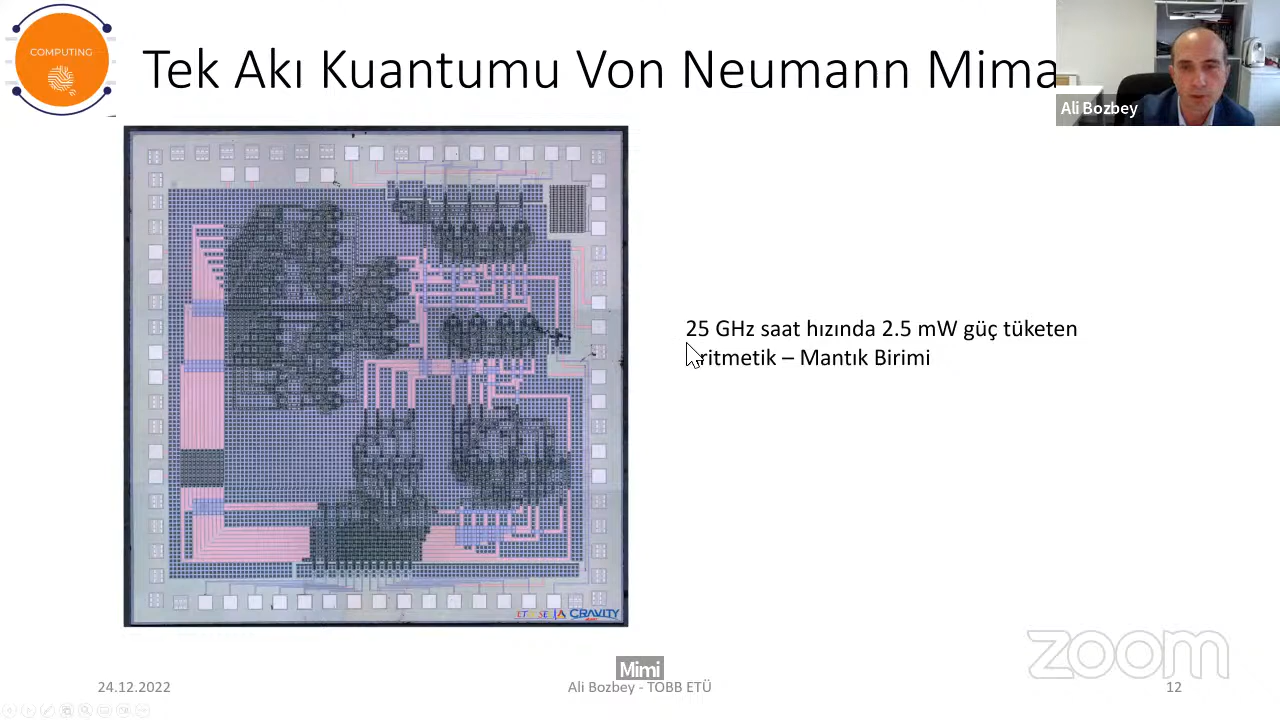 COMPUTING
Tek Akı Kuantumu Von Neumann Mima
Ali Bozbey
25 GHz saat hızında 2.5 mW güç tüketen
ritmetik – Mantık Birimi
CRAVITY
zoom
Mimi
24.12.2022
Ali Bozbey - TOBB ETÜ
12